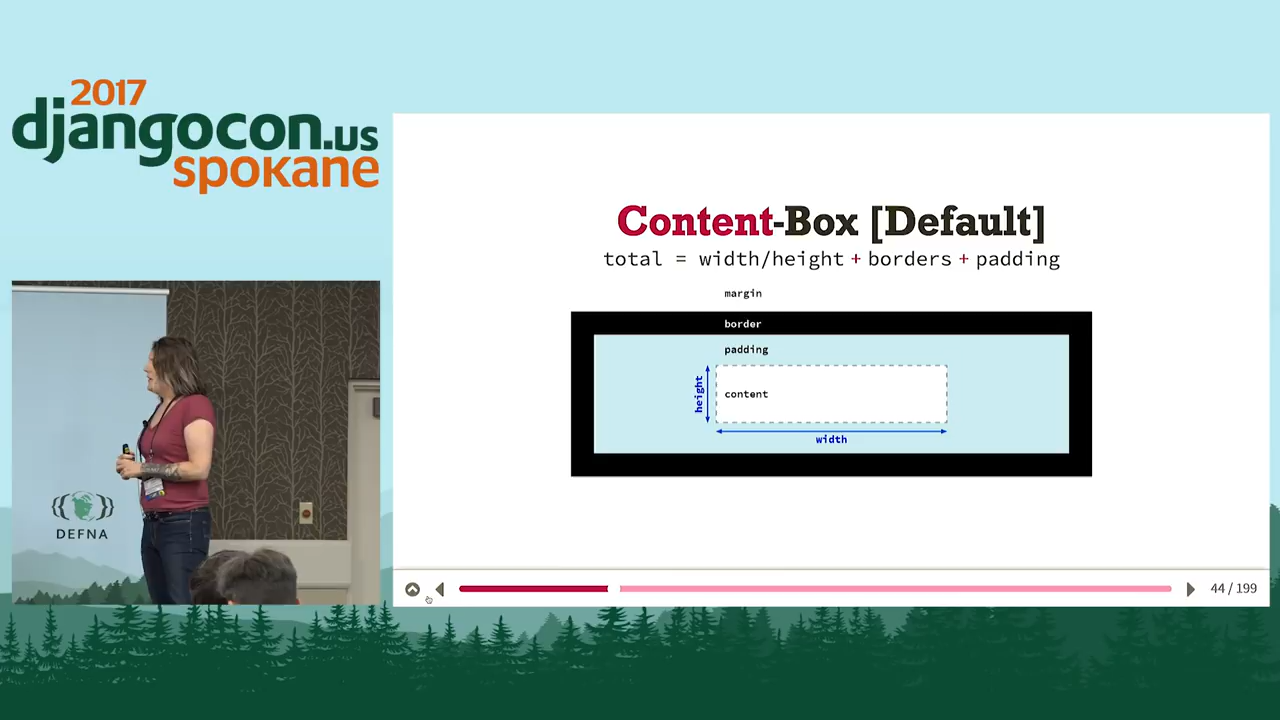 2017
djangocon.us
spokane
Content-Box [Default]
total = width/height + borders + padding
margin
border
padding
height
content
width
DEFNA
44 / 199